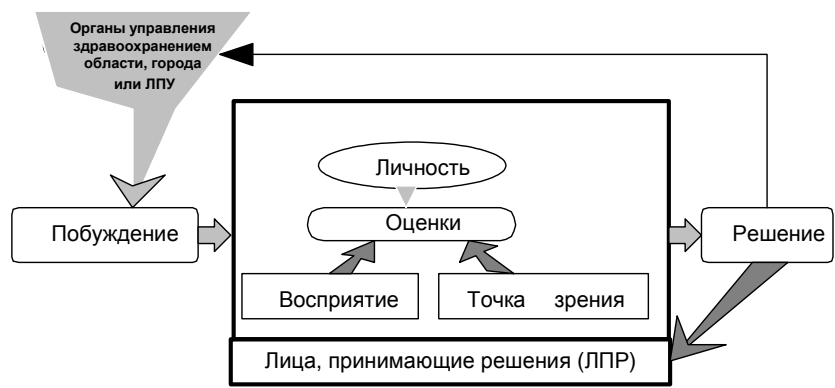 Органы управления
здравоохранением
области, города
или ЛПУ
Личность
Побуждение
Оценки
Решение
Восприятие
Точка зрения
Лица, принимающие решения (ЛПР)